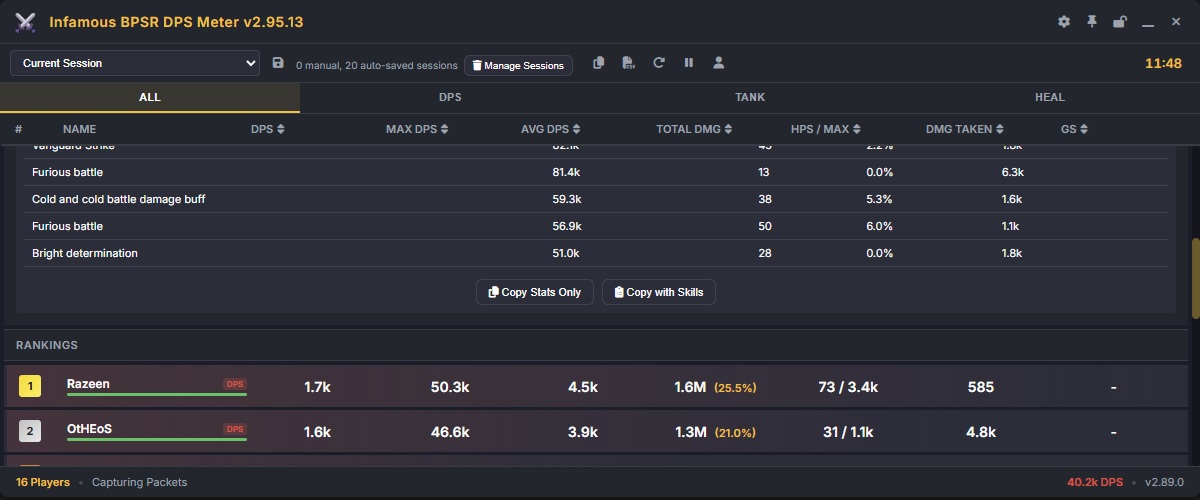 Infamous BPSR DPS Meter v2.95.13
Current Session 0 manual, 20 auto-saved sessions Manage Sessions 11:48
ALL DPS TANK HEAL
# NAME DPS MAX DPS AVG DPS TOTAL DMG HPS / MAX DMG TAKEN GS
Vanguard Strike 82.1k 2.2%
Furious battle 81.4k 13 0.0% 6.3k
Cold and cold battle damage buff 59.3k 38 5.3% 1.6k
Furious battle 56.9k 50 6.0% 1.1k
Bright determination 51.0k 28 0.0% 1.8k
Copy Stats Only Copy with Skills
RANKINGS
1 Razeen DPS 1.7k 50.3k 4.5k 1.6M (25.5%) 73 / 3.4k 585 -
2 OtHEoS DPS 1.6k 46.6k 3.9k 1.3M (21.0%) 31 / 1.1k 4.8k -
16 Players • Capturing Packets 40.2k DPS • v2.89.0